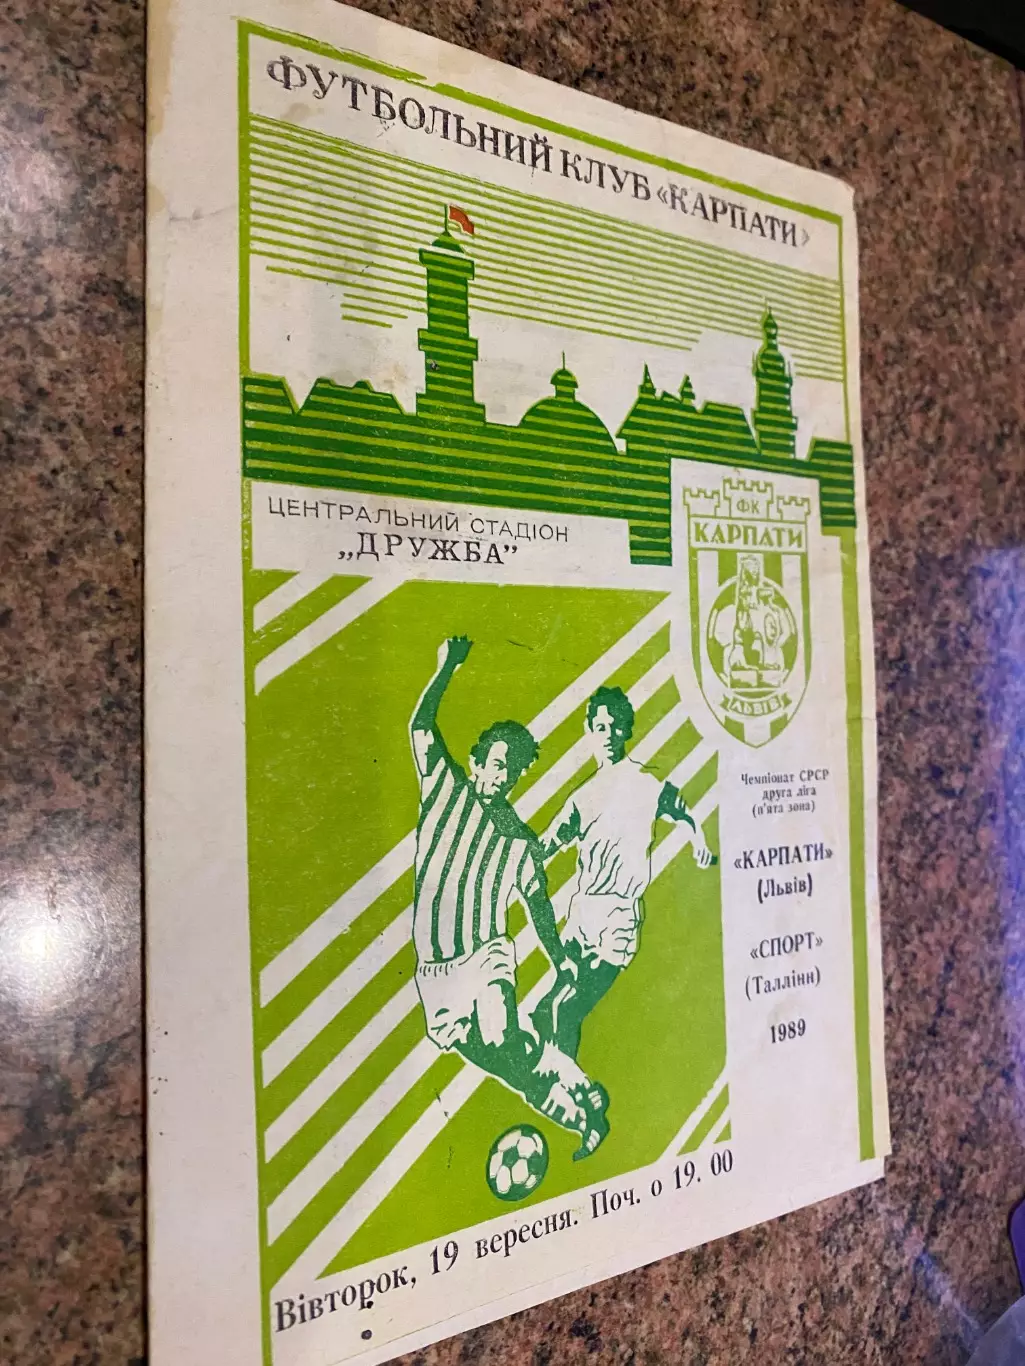 ФУТБОЛЬНИЙ КЛУБ «КАРПАТИ»
ЦЕНТРАЛЬНИЙ СТАДІОН
„ДРУЖБА”
ФК
КАРПАТИ
ЛЬВІВ
Чемпіонат СРСР
друга ліга
(п'ята зона)
«КАРПАТИ»
(Львів)
«СПОРТ»
(Таллінн)
1989
Вівторок, 19 вересня. Поч. о 19. 00